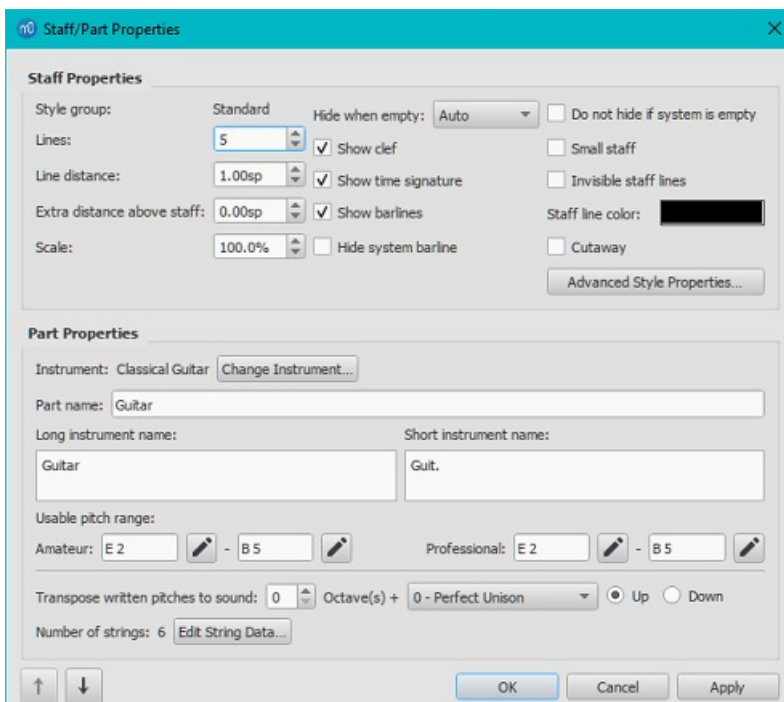 Staff/Part Properties
Staff Properties
Style group: Standard Hide when empty: Auto Do not hide if system is empty
Lines: 5 Show clef Small staff
Line distance: 1.00sp Show time signature Invisible staff lines
Extra distance above staff: 0.00sp Show barlines Staff line color:
Scale: 100.0% Hide system barline Cutaway
Advanced Style Properties...
Part Properties
Instrument: Classical Guitar Change Instrument...
Part name: Guitar
Long instrument name: Short instrument name:
Guitar Guit.
Usable pitch range:
Amateur: E 2 - B 5 Professional: E 2 - B 5
Transpose written pitches to sound: 0 Octave(s) + 0 - Perfect Unison Up Down
Number of strings: 6 Edit String Data...
OK Cancel Apply